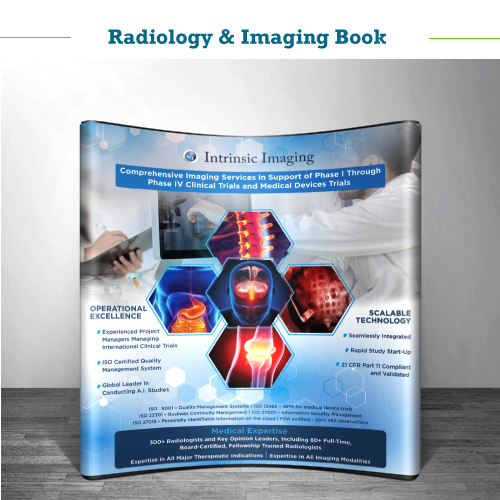 Radiology & Imaging Book
Intrinsic Imaging
Comprehensive Imaging Services in Support of Phase I Through
Phase IV Clinical Trials and Medical Devices Trials
OPERATIONAL
EXCELLENCE
Experienced Project
Managers Managing
International Clinical Trials
ISO Certified Quality
Management System
Global Leader in
Conducting A.I. Studies
SCALABLE
TECHNOLOGY
Seamlessly Integrated
Rapid Study Start-Up
21 CFR Part 11 Compliant
and Validated
ISO 9001 - Quality Management Systems | ISO 13485 - QMS for medical device trials
ISO 22301 - Business Continuity Management | ISO 27001 - Information Security Management
ISO 27018 - Personally Identifiable Information on the cloud | FDA audited - Zero 483 observations
Medical Expertise
300+ Radiologists and Key Opinion Leaders, Including 80+ Full-Time,
Board-Certified, Fellowship Trained Radiologists
Expertise in All Major Therapeutic Indications | Expertise in All Imaging Modalities